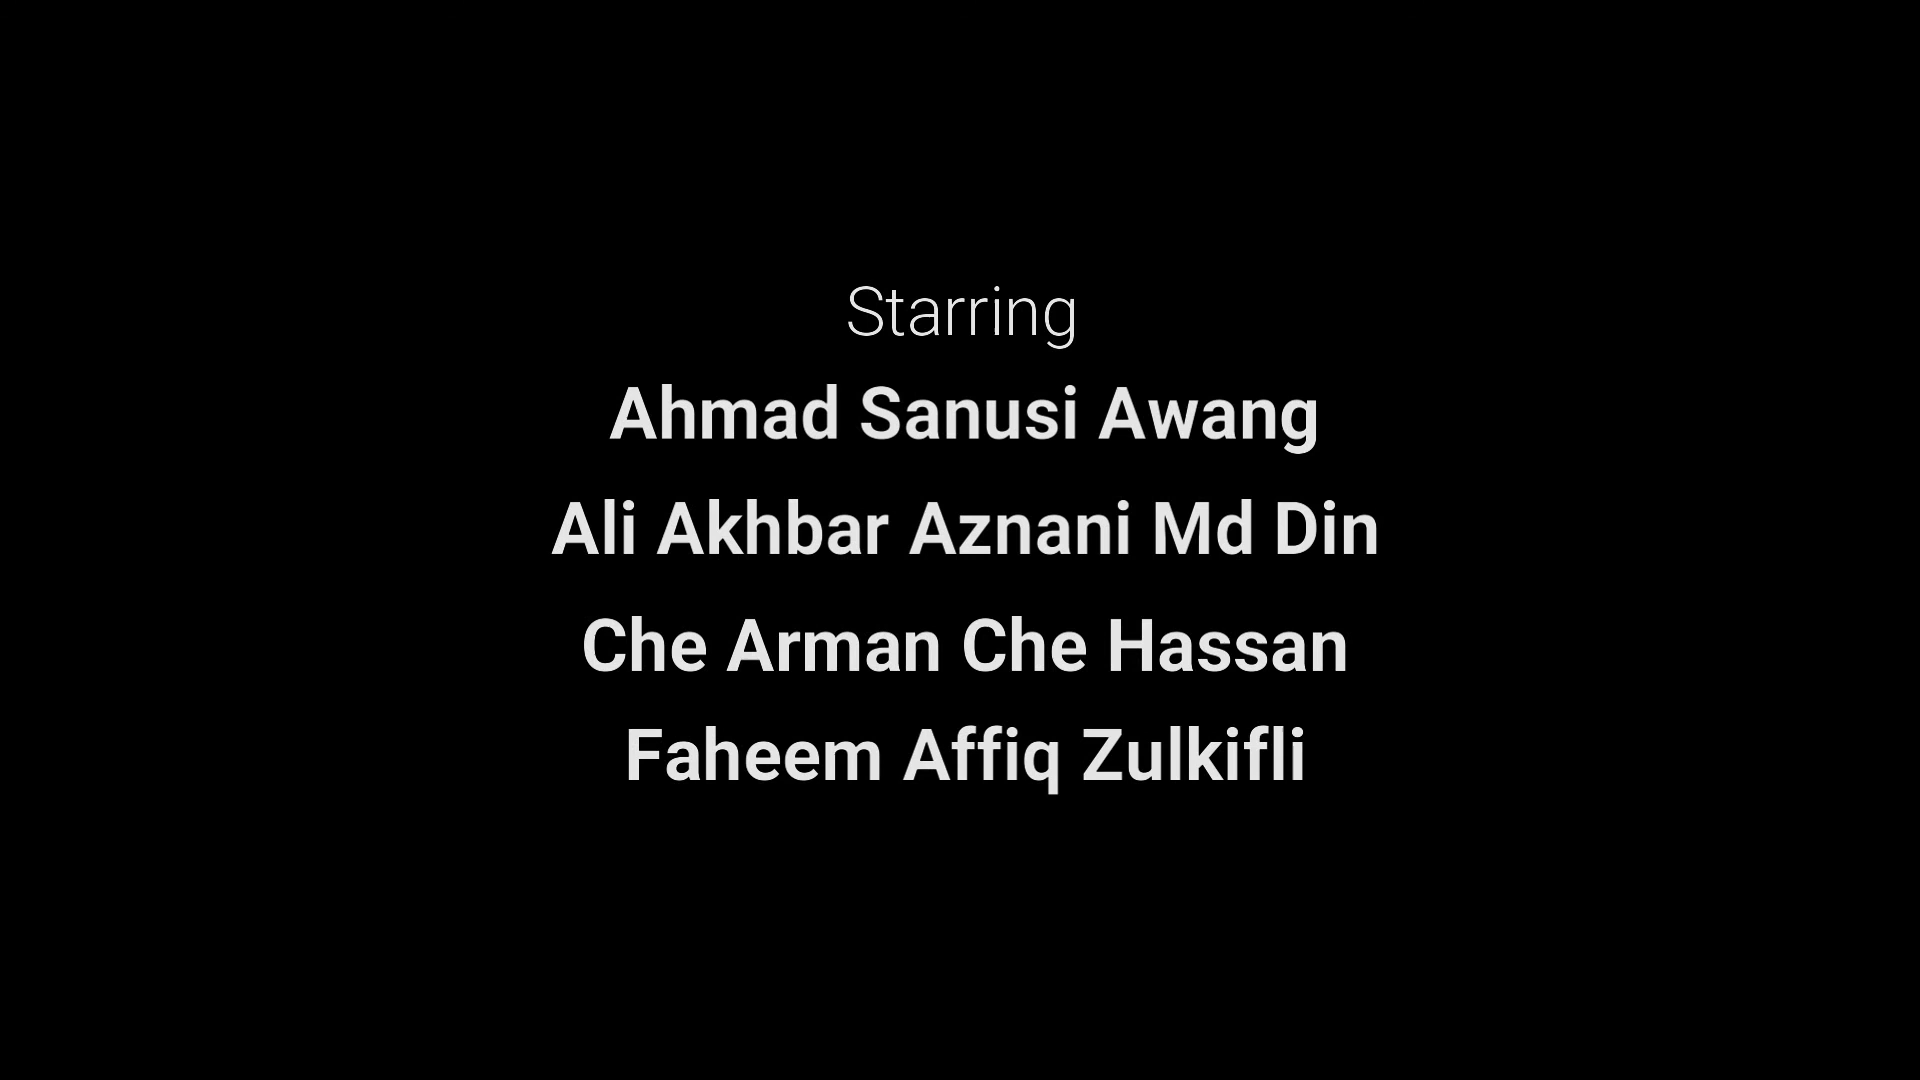 Starring
Ahmad Sanusi Awang
Ali Akhbar Aznani Md Din
Che Arman Che Hassan
Faheem Affiq Zulkifli